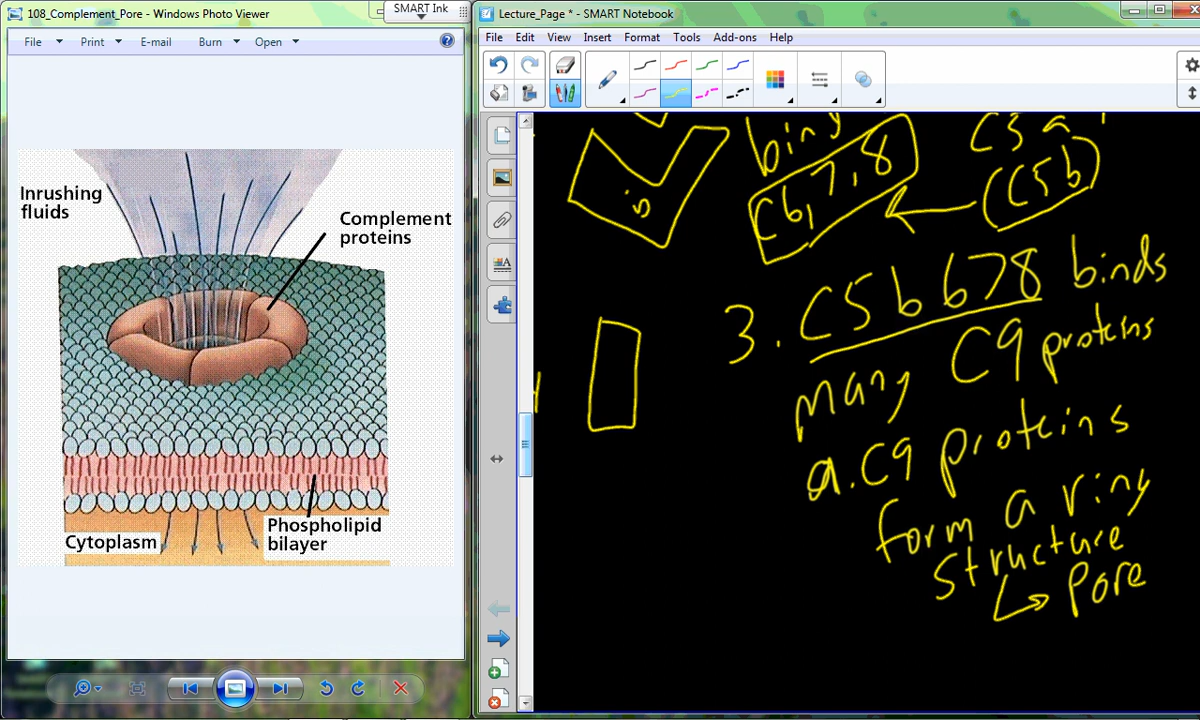 108_Complement_Pore - Windows Photo Viewer
SMART Ink
File Print E-mail Burn Open
Inrushing
fluids
Complement
proteins
Phospholipid
bilayer
Cytoplasm
Lecture_Page * - SMART Notebook
File Edit View Insert Format Tools Add-ons Help
C6,7,8
(C5b)
3. C5b678 binds
many C9 proteins
a. C9 proteins
form a ring
structure
↳ Pore